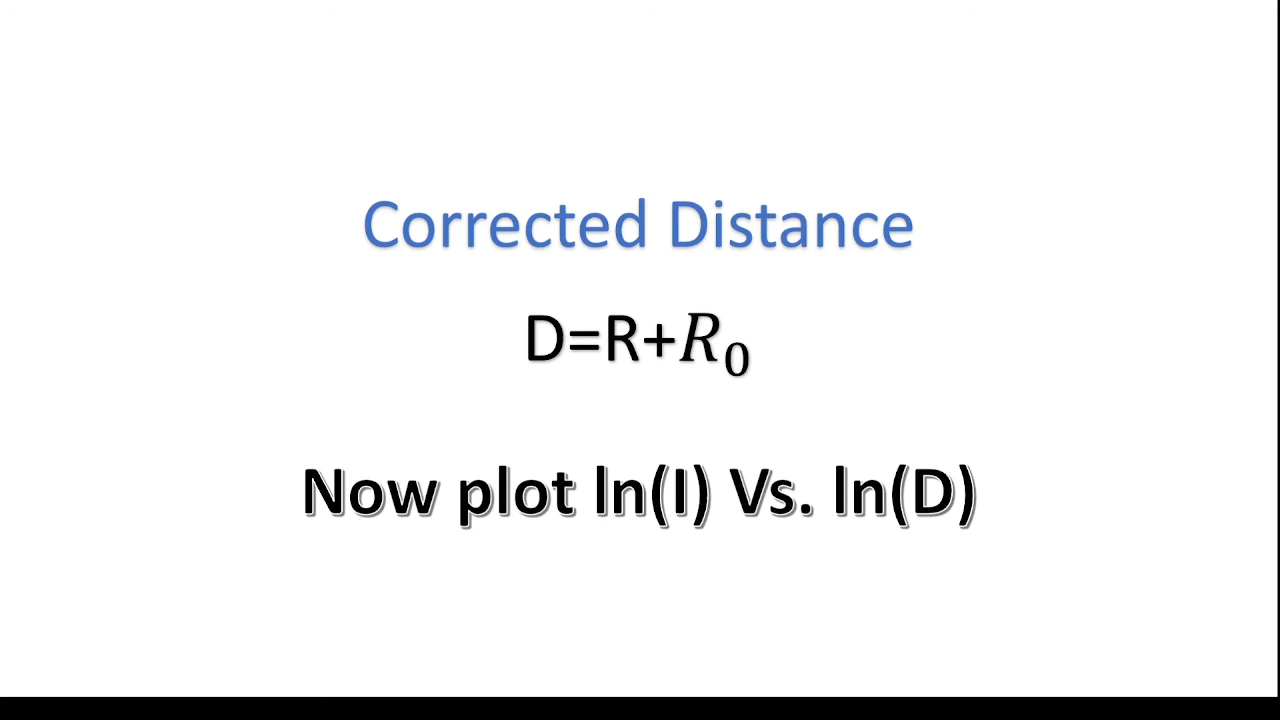 Corrected Distance
D=R+R₀
Now plot ln(I) Vs. ln(D)